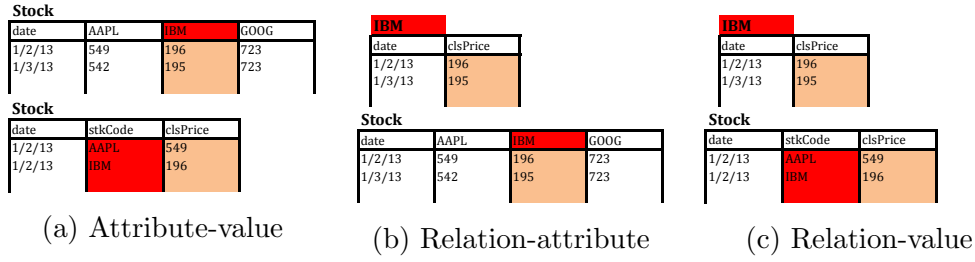 Stock
date AAPL IBM GOOG
1/2/13 549 196 723
1/3/13 542 195 723
Stock
date stkCode clsPrice
1/2/13 AAPL 549
1/2/13 IBM 196
(a) Attribute-value
IBM
date clsPrice
1/2/13 196
1/3/13 195
Stock
date AAPL IBM GOOG
1/2/13 549 196 723
1/3/13 542 195 723
(b) Relation-attribute
IBM
date clsPrice
1/2/13 196
1/3/13 195
Stock
date stkCode clsPrice
1/2/13 AAPL 549
1/2/13 IBM 196
(c) Relation-value